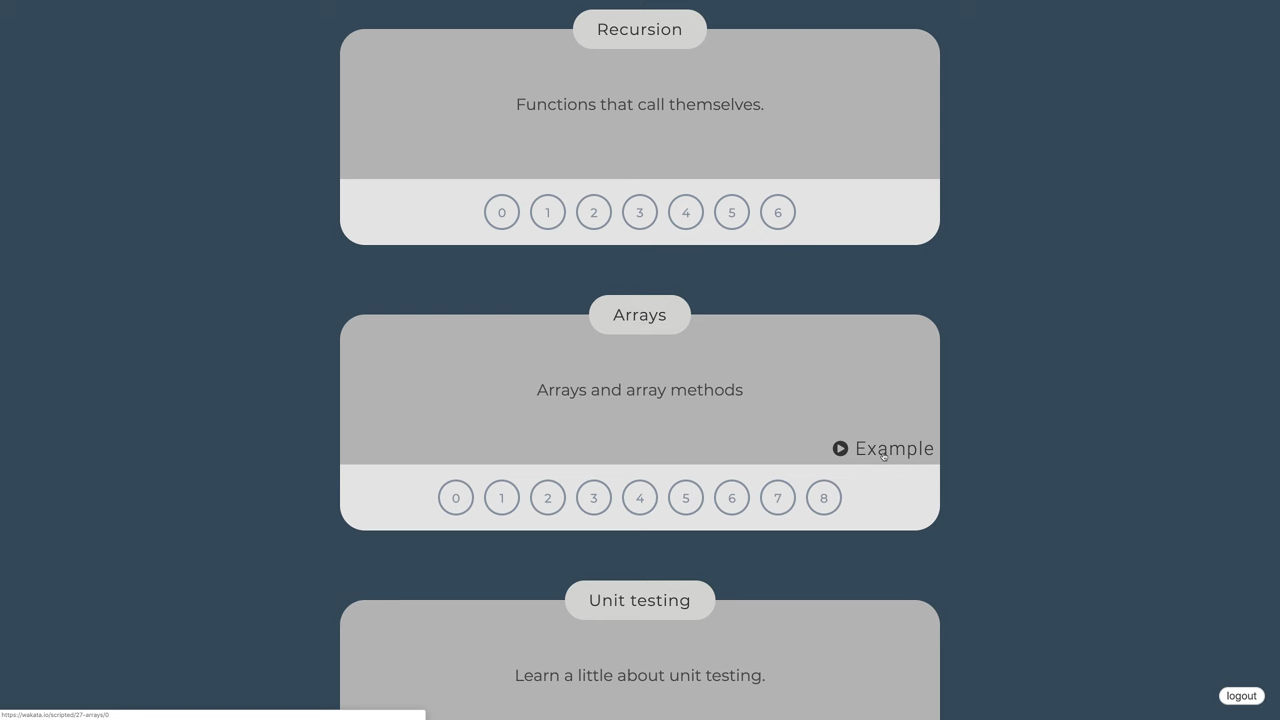 Recursion
Functions that call themselves.
0 1 2 3 4 5 6
Arrays
Arrays and array methods
Example
0 1 2 3 4 5 6 7 8
Unit testing
Learn a little about unit testing.
logout
https://wakata.io/scripted/27-arrays/0